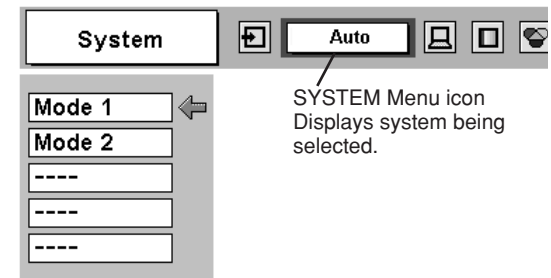 System
Auto
SYSTEM Menu icon
Displays system being
selected.
Mode 1
Mode 2
----
----
----